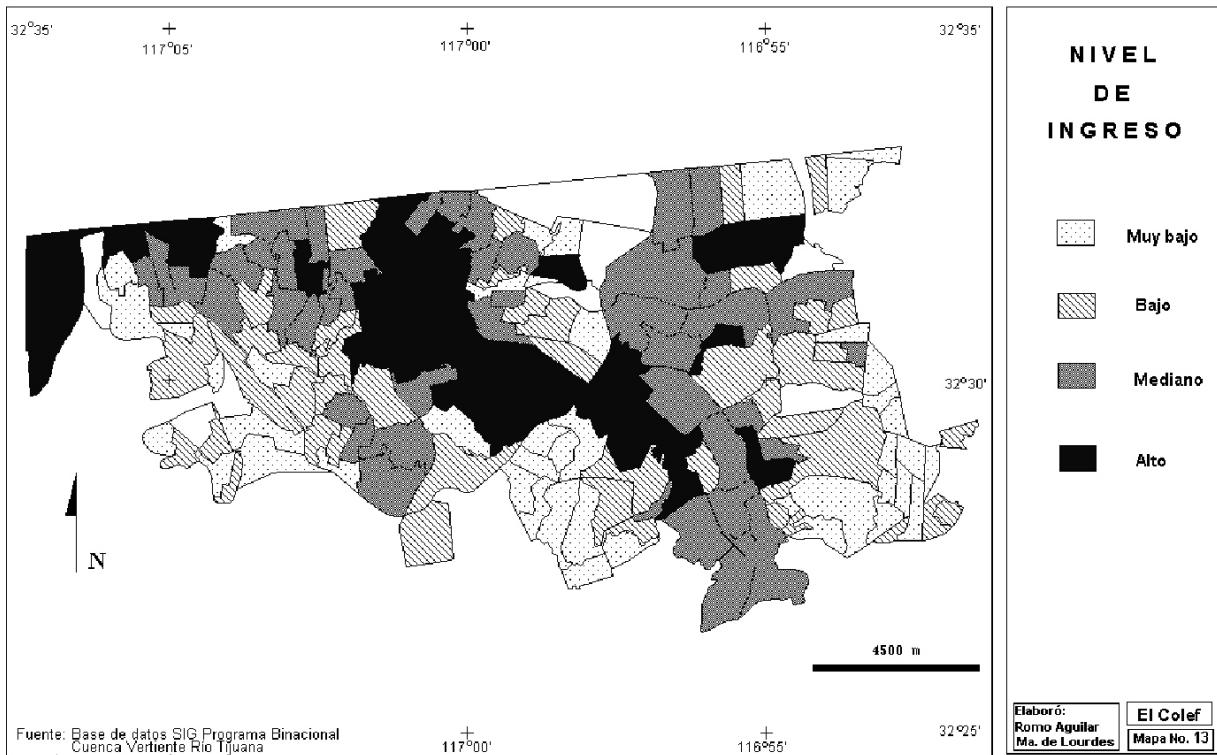 32°35'
117°05'
117°00'
116°55'
32°35'
32°30'
N
4500 m
Fuente: Base de datos SIG Programa Binacional
Cuenca Vertiente Río Tijuana
117°00'
116°55'
32°25'
NIVEL
DE
INGRESO
Muy bajo
Bajo
Mediano
Alto
Elaboró:
Romo Aguilar
Ma. de Lourdes
El Colef
Mapa No. 13